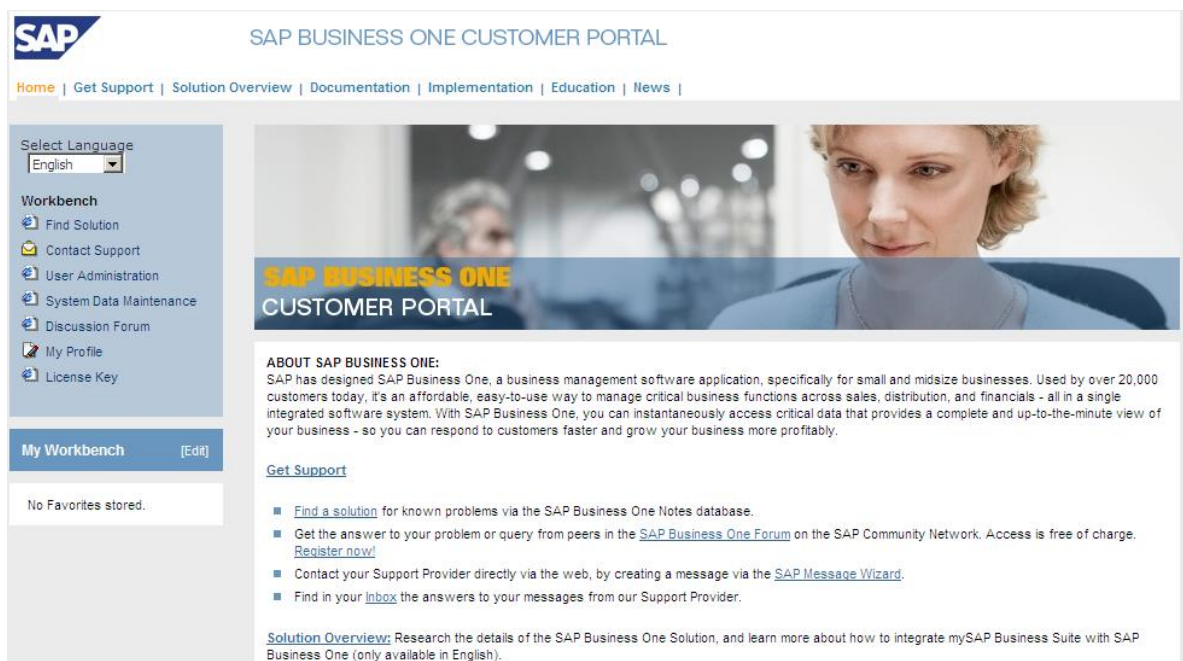 SAP
SAP BUSINESS ONE CUSTOMER PORTAL
Home | Get Support | Solution Overview | Documentation | Implementation | Education | News |
Select Language
English
Workbench
Find Solution
Contact Support
User Administration
System Data Maintenance
Discussion Forum
My Profile
License Key
My Workbench [Edit]
No Favorites stored.
SAP BUSINESS ONE
CUSTOMER PORTAL
ABOUT SAP BUSINESS ONE:
SAP has designed SAP Business One, a business management software application, specifically for small and midsize businesses. Used by over 20,000
customers today, it's an affordable, easy-to-use way to manage critical business functions across sales, distribution, and financials - all in a single
integrated software system. With SAP Business One, you can instantaneously access critical data that provides a complete and up-to-the-minute view of
your business - so you can respond to customers faster and grow your business more profitably.
Get Support
Find a solution for known problems via the SAP Business One Notes database.
Get the answer to your problem or query from peers in the SAP Business One Forum on the SAP Community Network. Access is free of charge.
Register now!
Contact your Support Provider directly via the web, by creating a message via the SAP Message Wizard.
Find in your Inbox the answers to your messages from our Support Provider.
Solution Overview: Research the details of the SAP Business One Solution, and learn more about how to integrate mySAP Business Suite with SAP
Business One (only available in English).